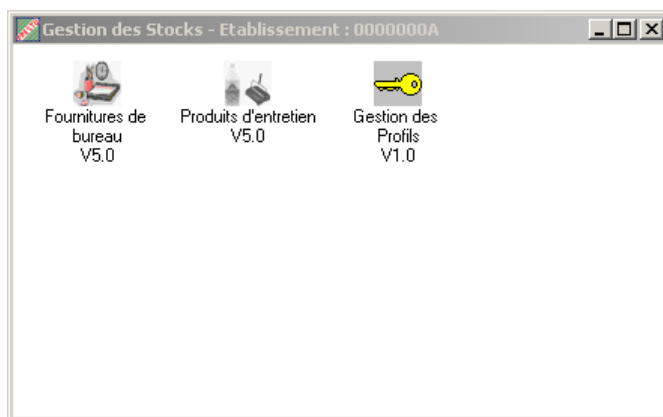 Gestion des Stocks - Etablissement : 0000000A
Fournitures de
bureau
V5.0
Produits d'entretien
V5.0
Gestion des
Profils
V1.0